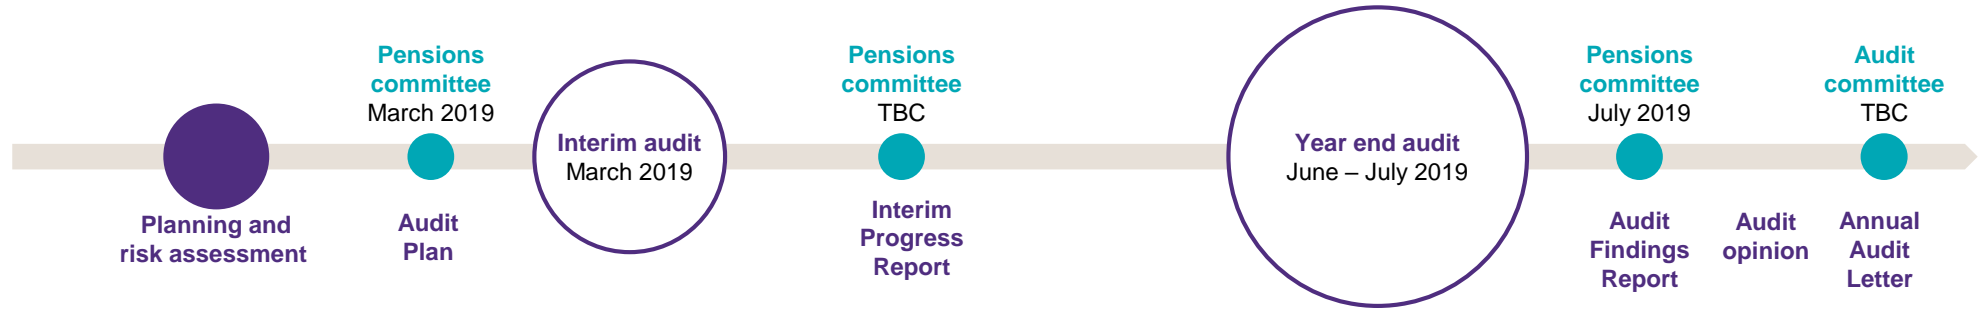 Planning and
risk assessment
Pensions
committee
March 2019
Audit
Plan
Interim audit
March 2019
Pensions
committee
TBC
Interim
Progress
Report
Year end audit
June – July 2019
Pensions
committee
July 2019
Audit
Findings
Report
Audit
opinion
Audit
committee
TBC
Annual
Audit
Letter